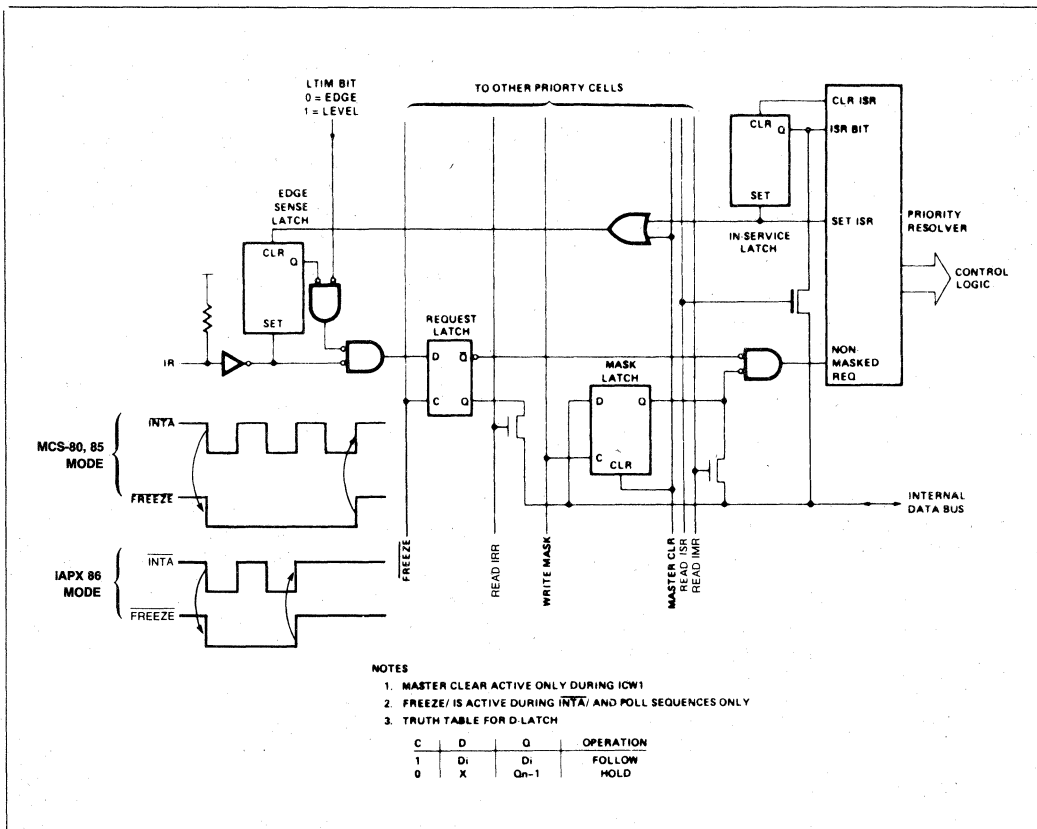 LTIM BIT
0 = EDGE
1 = LEVEL
TO OTHER PRIORTY CELLS
CLR ISR
CLR
Q
ISR BIT
SET
SET ISR
IN-SERVICE
LATCH
PRIORITY
RESOLVER
CONTROL
LOGIC
EDGE
SENSE
LATCH
CLR
Q
SET
REQUEST
LATCH
D
Q
C
Q
IR
MASK
LATCH
D
Q
C
CLR
NON-
MASKED
REQ
INTA
MCS-80, 85
MODE
FREEZE
INTA
IAPX 86
MODE
FREEZE
FREEZE
READ IRR
WRITE MASK
MASTER CLR
READ ISR
READ IMR
INTERNAL
DATA BUS
NOTES
1. MASTER CLEAR ACTIVE ONLY DURING ICW1
2. FREEZE/ IS ACTIVE DURING INTA/ AND POLL SEQUENCES ONLY
3. TRUTH TABLE FOR D-LATCH
C D Q OPERATION
1 Di Di FOLLOW
0 X Qn-1 HOLD